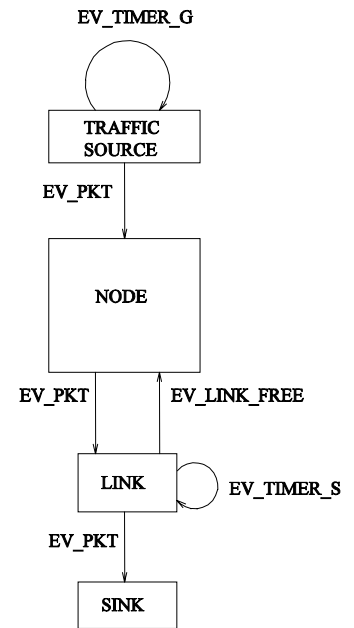 EV_TIMER_G
TRAFFIC
SOURCE
EV_PKT
NODE
EV_PKT
EV_LINK_FREE
LINK
EV_TIMER_S
EV_PKT
SINK